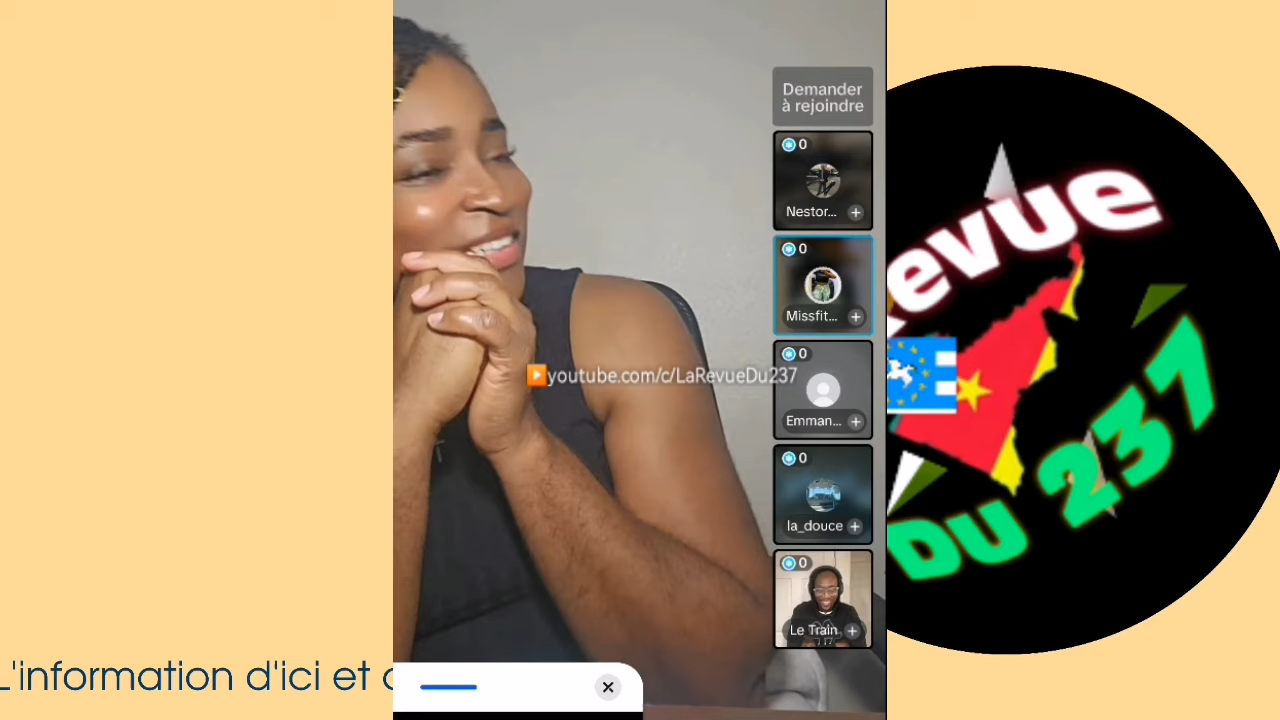 Demander
à rejoindre
0
Nestor...
0
Missfit...
0
Emman...
0
la_douce
0
Le Train
youtube.com/c/LaRevueDu237
Revue
DU 237
L'information d'ici et